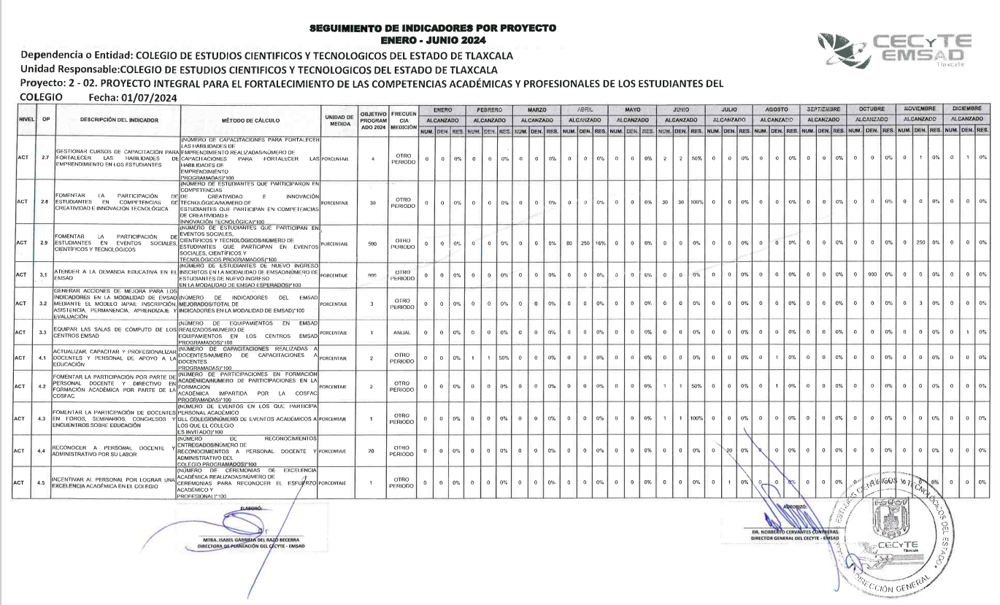 SEGUIMIENTO DE INDICADORES POR PROYECTO
ENERO - JUNIO 2024
CECyTE
EMSAD
Tlaxcala
Dependencia o Entidad: COLEGIO DE ESTUDIOS CIENTIFICOS Y TECNOLOGICOS DEL ESTADO DE TLAXCALA
Unidad Responsable:COLEGIO DE ESTUDIOS CIENTIFICOS Y TECNOLOGICOS DEL ESTADO DE TLAXCALA
Proyecto: 2 - 02. PROYECTO INTEGRAL PARA EL FORTALECIMIENTO DE LAS COMPETENCIAS ACADÉMICAS Y PROFESIONALES DE LOS ESTUDIANTES DEL
COLEGIO Fecha: 01/07/2024
NIVEL OP DESCRIPCIÓN DEL INDICADOR MÉTODO DE CÁLCULO UNIDAD DE MEDIDA OBJETIVO PROGRAM ADO 2024 FRECUEN CIA MEDICIÓN
ENERO FEBRERO MARZO ABRIL MAYO JUNIO JULIO AGOSTO SEPTIEMBRE OCTUBRE NOVIEMBRE DICIEMBRE
ALCANZADO ALCANZADO ALCANZADO ALCANZADO ALCANZADO ALCANZADO ALCANZADO ALCANZADO ALCANZADO ALCANZADO ALCANZADO ALCANZADO
NUM. DEN. RES. NUM. DEN. RES. NUM. DEN. RES. NUM. DEN. RES. NUM. DEN. RES. NUM. DEN. RES. NUM. DEN. RES. NUM. DEN. RES. NUM. DEN. RES. NUM. DEN. RES. NUM. DEN. RES. NUM. DEN. RES.
ACT 2.7 GESTIONAR CURSOS DE CAPACITACIÓN PARA FORTALECER LAS HABILIDADES DE EMPRENDIMIENTO EN LOS ESTUDIANTES (NÚMERO DE CAPACITACIONES PARA FORTALECER LAS HABILIDADES DE EMPRENDIMIENTO REALIZADAS/NÚMERO DE CAPACITACIONES PARA FORTALECER LAS HABILIDADES DE EMPRENDIMIENTO PROGRAMADAS)*100 PORCENTAJE 4 OTRO PERIODO 0 0 0% 0 0 0% 0 0 0% 0 0 0% 0 0 0% 2 2 50% 0 0 0% 0 0 0% 0 0 0% 0 0 0% 0 1 0% 0 1 0%
ACT 2.8 FOMENTAR LA PARTICIPACIÓN DE ESTUDIANTES EN COMPETENCIAS DE CREATIVIDAD E INNOVACIÓN TECNOLÓGICA (NÚMERO DE ESTUDIANTES QUE PARTICIPARON EN COMPETENCIAS DE CREATIVIDAD E INNOVACIÓN TECNOLÓGICA/NÚMERO DE ESTUDIANTES QUE PARTICIPAN EN COMPETENCIAS DE CREATIVIDAD E INNOVACIÓN TECNOLÓGICA)*100 PORCENTAJE 30 OTRO PERIODO 0 0 0% 0 0 0% 0 0 0% 0 0 0% 0 0 0% 30 30 100% 0 0 0% 0 0 0% 0 0 0% 0 0 0% 0 0 0% 0 0 0%
ACT 2.9 FOMENTAR LA PARTICIPACIÓN DE ESTUDIANTES EN EVENTOS SOCIALES, CIENTÍFICOS Y TECNOLÓGICOS (NÚMERO DE ESTUDIANTES QUE PARTICIPAN EN EVENTOS SOCIALES, CIENTÍFICOS Y TECNOLÓGICOS/NÚMERO DE ESTUDIANTES QUE PARTICIPAN EN EVENTOS SOCIALES, CIENTÍFICOS Y TECNOLÓGICOS PROGRAMADOS)*100 PORCENTAJE 500 OTRO PERIODO 0 0 0% 0 0 0% 0 0 0% 80 250 16% 0 0 0% 0 0 0% 0 0 0% 0 0 0% 0 0 0% 0 0 0% 0 250 0% 0 0 0%
ACT 3.1 ATENDER A LA DEMANDA EDUCATIVA EN EL EMSAD (NÚMERO DE ESTUDIANTES DE NUEVO INGRESO INSCRITOS EN LA MODALIDAD DE EMSAD/NÚMERO DE ESTUDIANTES DE NUEVO INGRESO EN LA MODALIDAD DE EMSAD ESPERADOS)*100 PORCENTAJE 900 OTRO PERIODO 0 0 0% 0 0 0% 0 0 0% 0 0 0% 0 0 0% 0 0 0% 0 0 0% 0 0 0% 0 0 0% 0 900 0% 0 0 0% 0 0 0%
ACT 3.2 GENERAR ACCIONES DE MEJORA PARA LOS INDICADORES EN LA MODALIDAD DE EMSAD MEDIANTE EL MODELO IAPAE: INSCRIPCIÓN, ASISTENCIA, PERMANENCIA, APRENDIZAJE Y EVALUACIÓN (NÚMERO DE INDICADORES DEL EMSAD MEJORADOS/TOTAL DE INDICADORES EN LA MODALIDAD DE EMSAD)*100 PORCENTAJE 3 OTRO PERIODO 0 0 0% 0 0 0% 0 0 0% 0 0 0% 0 0 0% 0 0 0% 0 0 0% 0 0 0% 0 0 0% 0 0 0% 0 3 0% 0 0 0%
ACT 3.3 EQUIPAR LAS SALAS DE CÓMPUTO DE LOS CENTROS EMSAD (NÚMERO DE EQUIPAMIENTOS EN EMSAD REALIZADOS/NÚMERO DE EQUIPAMIENTOS EN LOS CENTROS EMSAD PROGRAMADOS)*100 PORCENTAJE 1 ANUAL 0 0 0% 0 0 0% 0 0 0% 0 0 0% 0 0 0% 0 0 0% 0 0 0% 0 0 0% 0 0 0% 0 0 0% 0 0 0% 0 1 0%
ACT 4.1 ACTUALIZAR, CAPACITAR Y PROFESIONALIZAR DOCENTES Y PERSONAL DE APOYO A LA EDUCACIÓN (NÚMERO DE CAPACITACIONES REALIZADAS A DOCENTES/NÚMERO DE CAPACITACIONES A DOCENTES PROGRAMADAS)*100 PORCENTAJE 2 OTRO PERIODO 0 0 0% 1 1 50% 0 0 0% 0 0 0% 0 0 0% 0 0 0% 0 0 0% 0 1 0% 0 0 0% 0 0 0% 0 0 0% 0 0 0%
ACT 4.2 FOMENTAR LA PARTICIPACIÓN POR PARTE DE PERSONAL DOCENTE Y DIRECTIVO EN FORMACIÓN ACADÉMICA POR PARTE DE LA COSFAC (NÚMERO DE PARTICIPACIONES EN FORMACIÓN ACADÉMICA/NÚMERO DE PARTICIPACIONES EN LA FORMACION ACADÉMICA IMPARTIDA POR LA COSFAC PROGRAMADAS)*100 PORCENTAJE 2 OTRO PERIODO 0 0 0% 0 0 0% 0 0 0% 0 0 0% 0 0 0% 1 1 50% 0 0 0% 0 1 0% 0 0 0% 0 0 0% 0 0 0% 0 0 0%
ACT 4.3 FOMENTAR LA PARTICIPACIÓN DE DOCENTES EN FOROS, SEMINARIOS, CONGRESOS Y ENCUENTROS SOBRE EDUCACIÓN (NÚMERO DE EVENTOS EN LOS QUE PARTICIPA PERSONAL ACADÉMICO DEL COLEGIO/NÚMERO DE EVENTOS ACADÉMICOS A LOS QUE EL COLEGIO ES INVITADO)*100 PORCENTAJE 1 OTRO PERIODO 0 0 0% 0 0 0% 0 0 0% 0 0 0% 0 0 0% 1 1 100% 0 0 0% 0 0 0% 0 0 0% 0 0 0% 0 0 0% 0 0 0%
ACT 4.4 RECONOCER A PERSONAL DOCENTE Y ADMINISTRATIVO POR SU LABOR (NÚMERO DE RECONOCIMIENTOS ENTREGADOS/NÚMERO DE RECONOCIMIENTOS A PERSONAL DOCENTE Y ADMINISTRATIVO DEL COLEGIO PROGRAMADOS)*100 PORCENTAJE 20 OTRO PERIODO 0 0 0% 0 0 0% 0 0 0% 0 0 0% 0 0 0% 0 0 0% 0 20 0% 0 0 0% 0 0 0% 0 0 0% 0 0 0% 0 0 0%
ACT 4.5 INCENTIVAR AL PERSONAL POR LOGRAR UNA EXCELENCIA ACADÉMICA EN EL COLEGIO (NÚMERO DE CEREMONIAS DE EXCELENCIA ACADÉMICA REALIZADAS/NÚMERO DE CEREMONIAS PARA RECONOCER EL ESFUERZO ACADÉMICO Y PROFESIONAL)*100 PORCENTAJE 1 OTRO PERIODO 0 0 0% 0 0 0% 0 0 0% 0 0 0% 0 0 0% 0 0 0% 0 1 0% 0 0 0% 0 0 0% 0 0 0% 0 0 0% 0 0 0%
ELABORÓ:
MTRA. ISABEL GABRIELA DEL RAZO BECERRA
DIRECTORA DE PLANEACIÓN DEL CECYTE - EMSAD
AUTORIZÓ:
DR. NORBERTO CERVANTES CONTRERAS
DIRECTOR GENERAL DEL CECYTE - EMSAD
ESTUDIOS CIENTÍFICOS Y TECNOLÓGICOS DEL ESTADO
CECyTE
Tlaxcala
DIRECCIÓN GENERAL